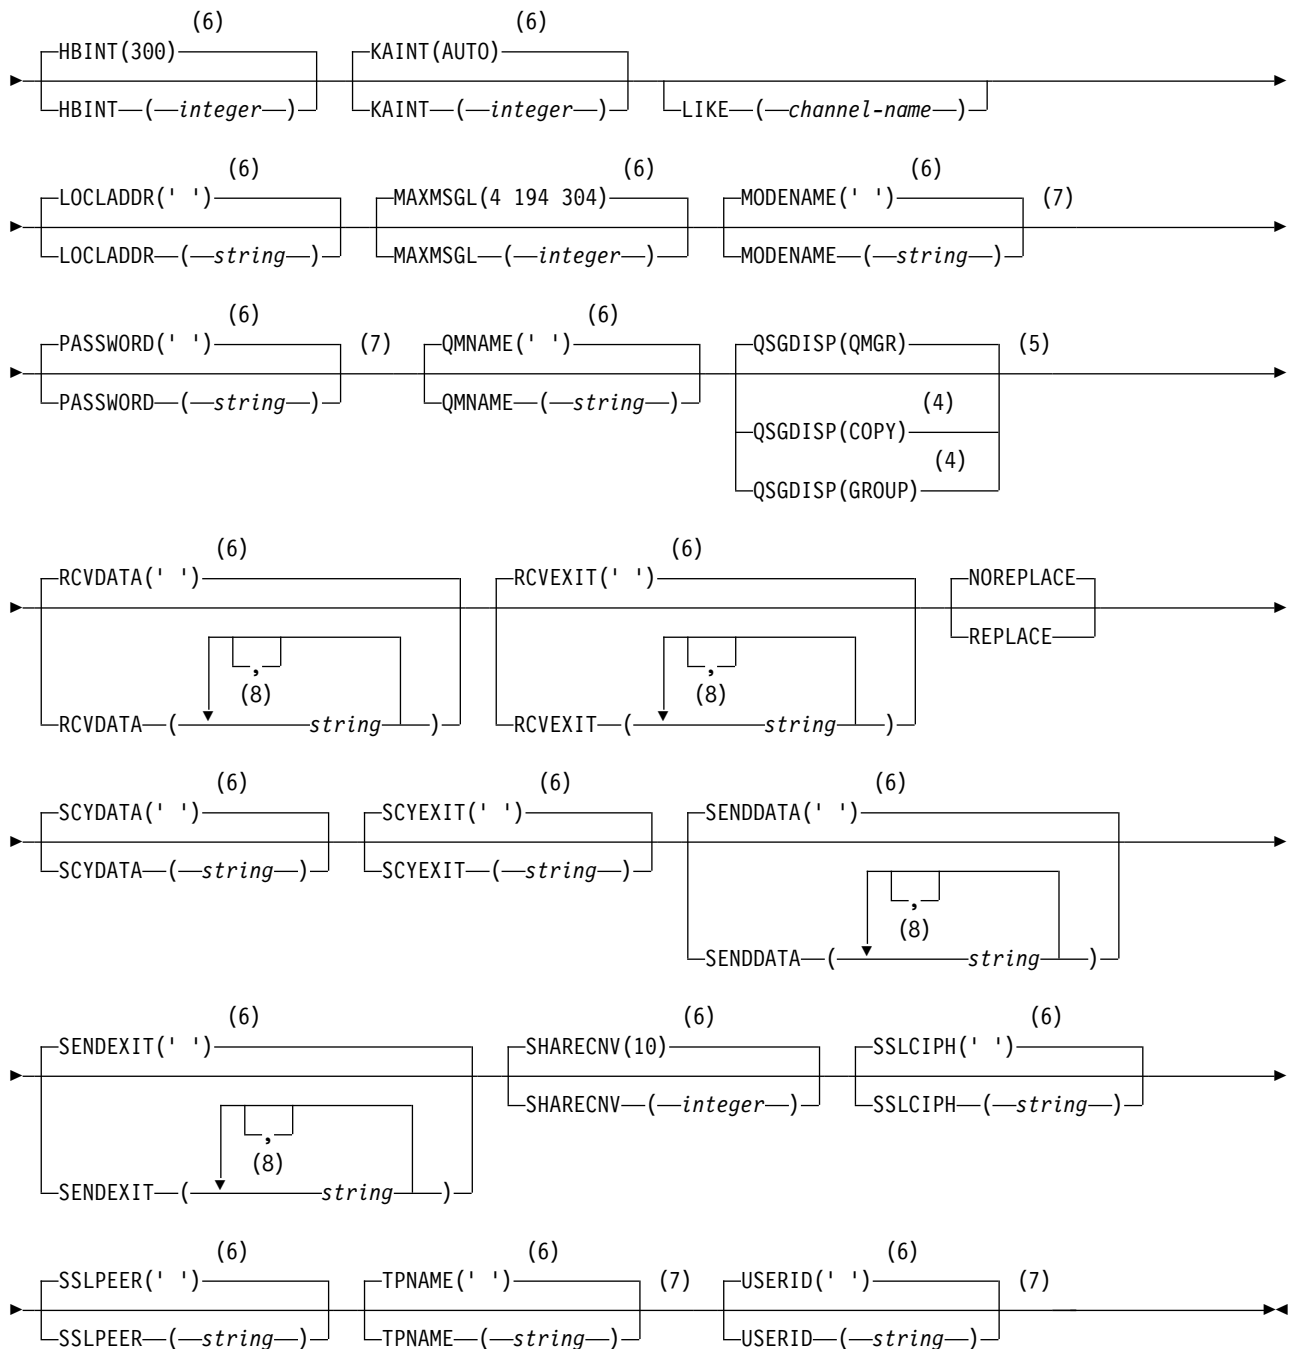 (6) (6)
HBINT(300) KAINT(AUTO)
HBINT (integer) KAINT (integer) LIKE (channel-name)
(6) (6) (6)
LOCLADDR(' ') MAXMSGL(4 194 304) MODENAME(' ') (7)
LOCLADDR (string) MAXMSGL (integer) MODENAME (string)
(6) (6)
PASSWORD(' ') (7) QMNAME(' ') QSGDISP(QMGR) (5)
PASSWORD (string) QMNAME (string) (4)
QSGDISP(COPY)
(4)
QSGDISP(GROUP)
(6) (6)
RCVDATA(' ') RCVEXIT(' ') NOREPLACE
REPLACE
, ,
(8) (8)
RCVDATA ( string ) RCVEXIT ( string )
(6) (6) (6)
SCYDATA(' ') SCYEXIT(' ') SENDDATA(' ')
SCYDATA (string) SCYEXIT (string)
,
(8)
SENDDATA ( string )
(6) (6) (6)
SENDEXIT(' ') SHARECNV(10) SSLCIPH(' ')
SHARECNV (integer) SSLCIPH (string)
,
(8)
SENDEXIT ( string )
(6) (6) (6)
SSLPEER(' ') TPNAME(' ') (7) USERID(' ') (7)
SSLPEER (string) TPNAME (string) USERID (string)